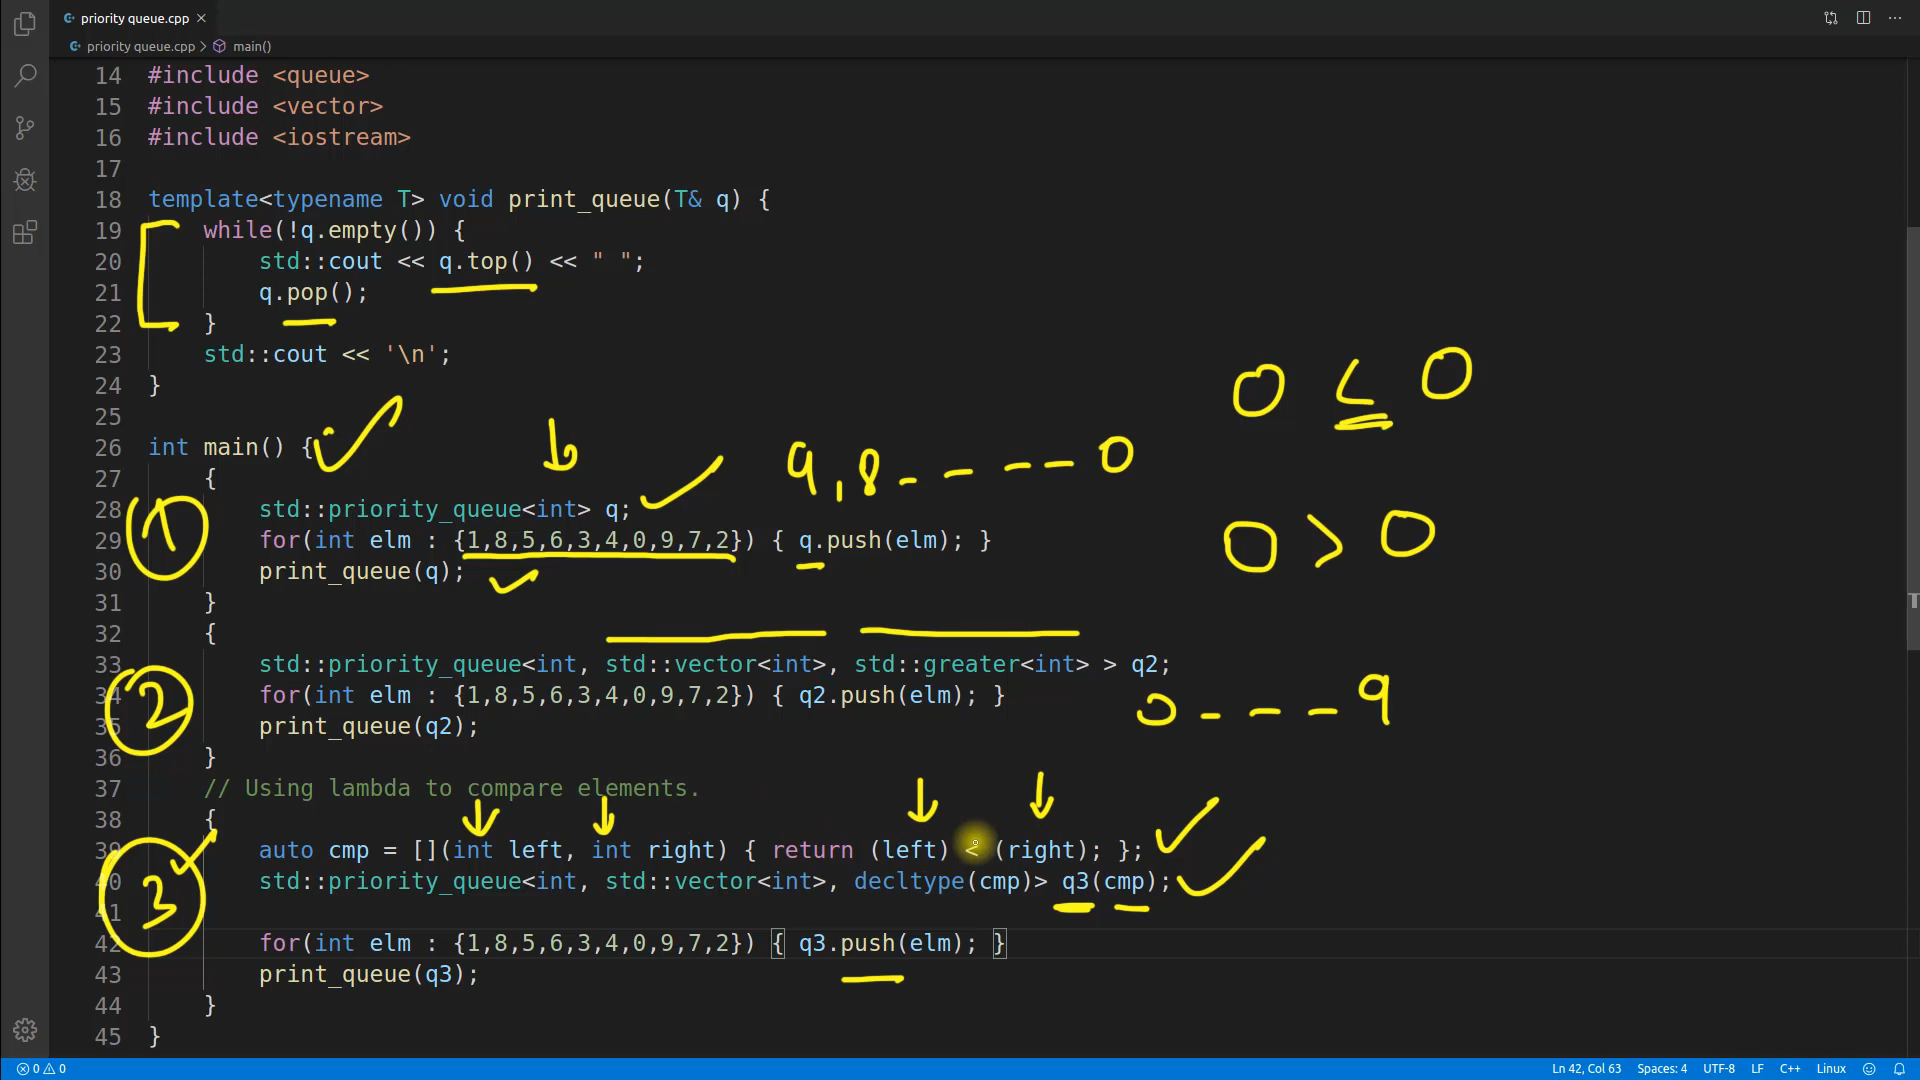 priority queue.cpp ×
priority queue.cpp > main()
14 #include <queue>
15 #include <vector>
16 #include <iostream>
17
18 template<typename T> void print_queue(T& q) {
19 while(!q.empty()) {
20 std::cout << q.top() << " ";
21 q.pop();
22 }
23 std::cout << '\n';
24 }
0 ≤ 0
25
26 int main() {
9,8 - - - - 0
27 {
28 std::priority_queue<int> q;
29 for(int elm : {1,8,5,6,3,4,0,9,7,2}) { q.push(elm); }
0 > 0
30 print_queue(q);
1
31 }
32 {
33 std::priority_queue<int, std::vector<int>, std::greater<int> > q2;
34 for(int elm : {1,8,5,6,3,4,0,9,7,2}) { q2.push(elm); }
2
0 - - - 9
35 print_queue(q2);
36 }
37 // Using lambda to compare elements.
38 {
39 auto cmp = [](int left, int right) { return (left) < (right); };
40 std::priority_queue<int, std::vector<int>, decltype(cmp)> q3(cmp);
3
41
42 for(int elm : {1,8,5,6,3,4,0,9,7,2}) { q3.push(elm); }
43 print_queue(q3);
44 }
45 }
0 0 Ln 42, Col 63 Spaces: 4 UTF-8 LF C++ Linux